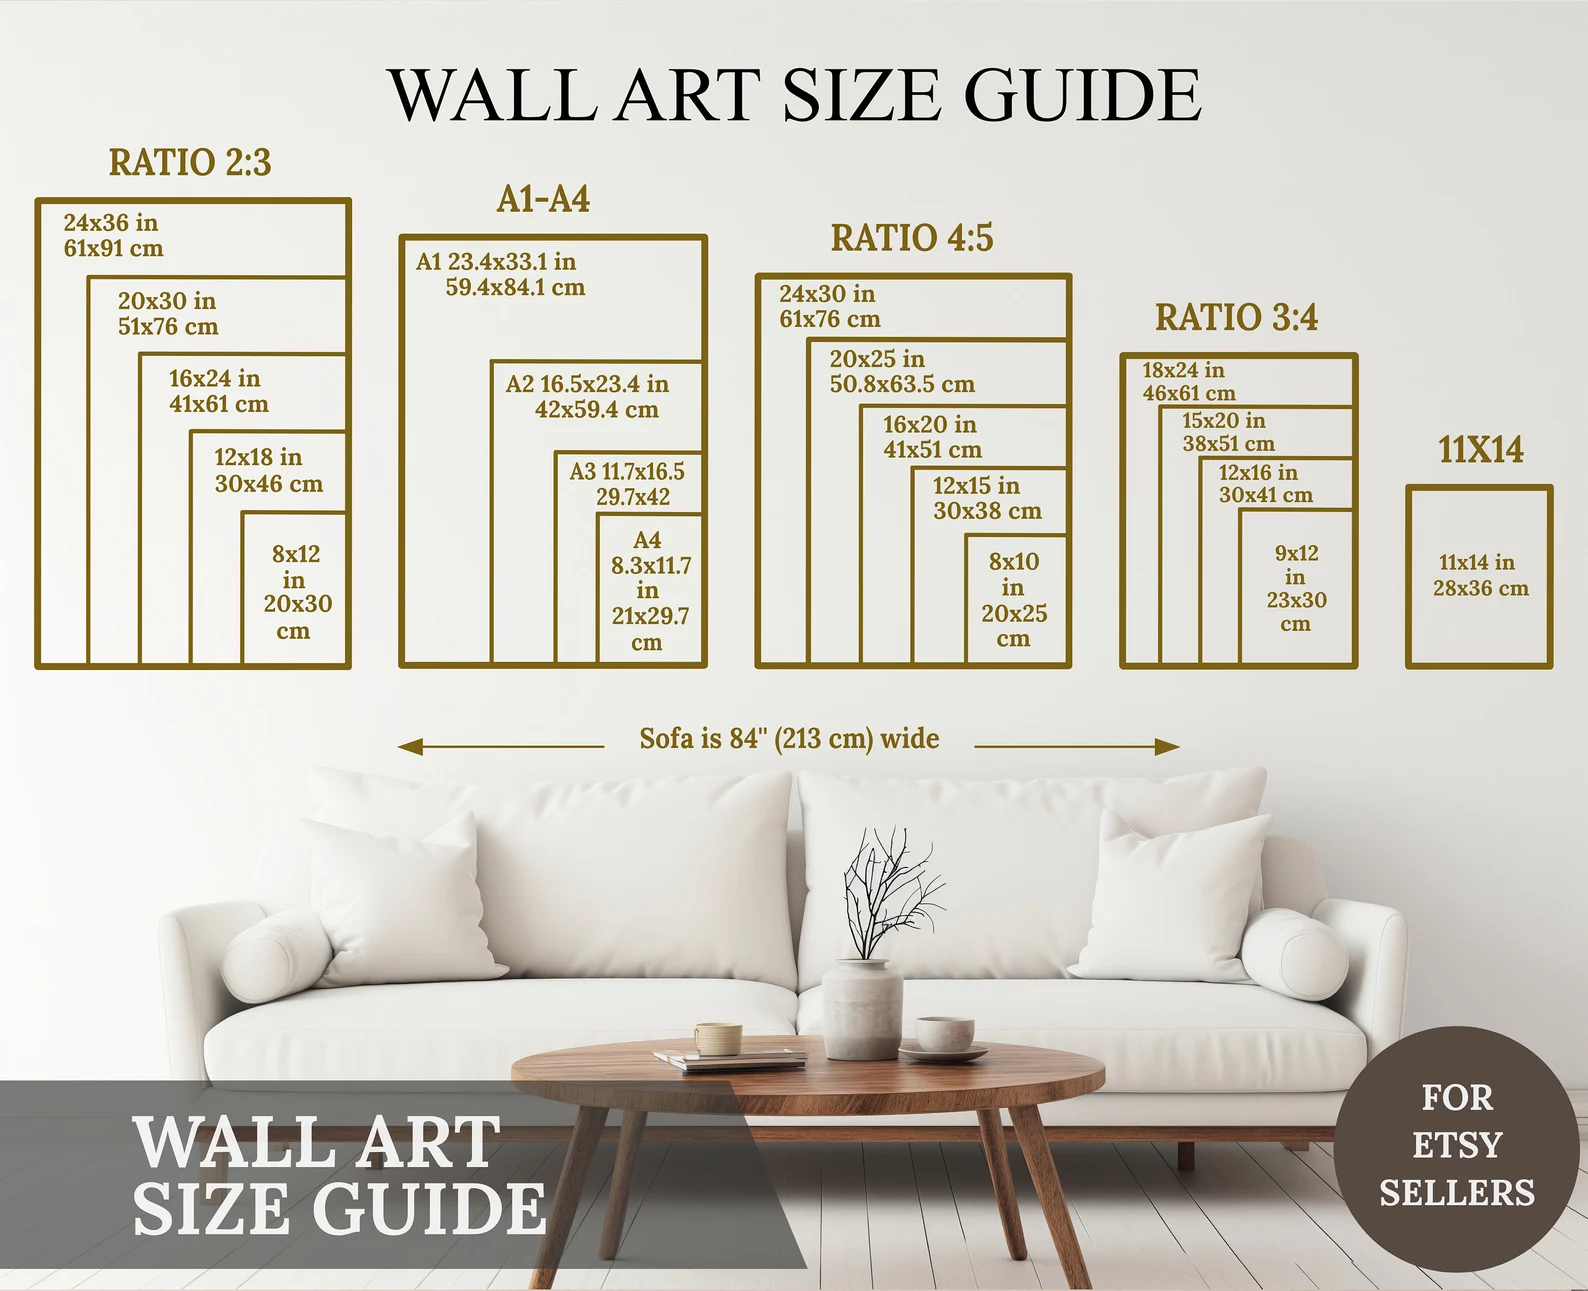 WALL ART SIZE GUIDE
RATIO 2:3
24x36 in
61x91 cm
20x30 in
51x76 cm
16x24 in
41x61 cm
12x18 in
30x46 cm
8x12
in
20x30
cm
A1-A4
A1 23.4x33.1 in
59.4x84.1 cm
A2 16.5x23.4 in
42x59.4 cm
A3 11.7x16.5
29.7x42
A4
8.3x11.7
in
21x29.7
cm
RATIO 4:5
24x30 in
61x76 cm
20x25 in
50.8x63.5 cm
16x20 in
41x51 cm
12x15 in
30x38 cm
8x10
in
20x25
cm
RATIO 3:4
18x24 in
46x61 cm
15x20 in
38x51 cm
12x16 in
30x41 cm
9x12
in
23x30
cm
11X14
11x14 in
28x36 cm
Sofa is 84" (213 cm) wide
WALL ART
SIZE GUIDE
FOR
ETSY
SELLERS